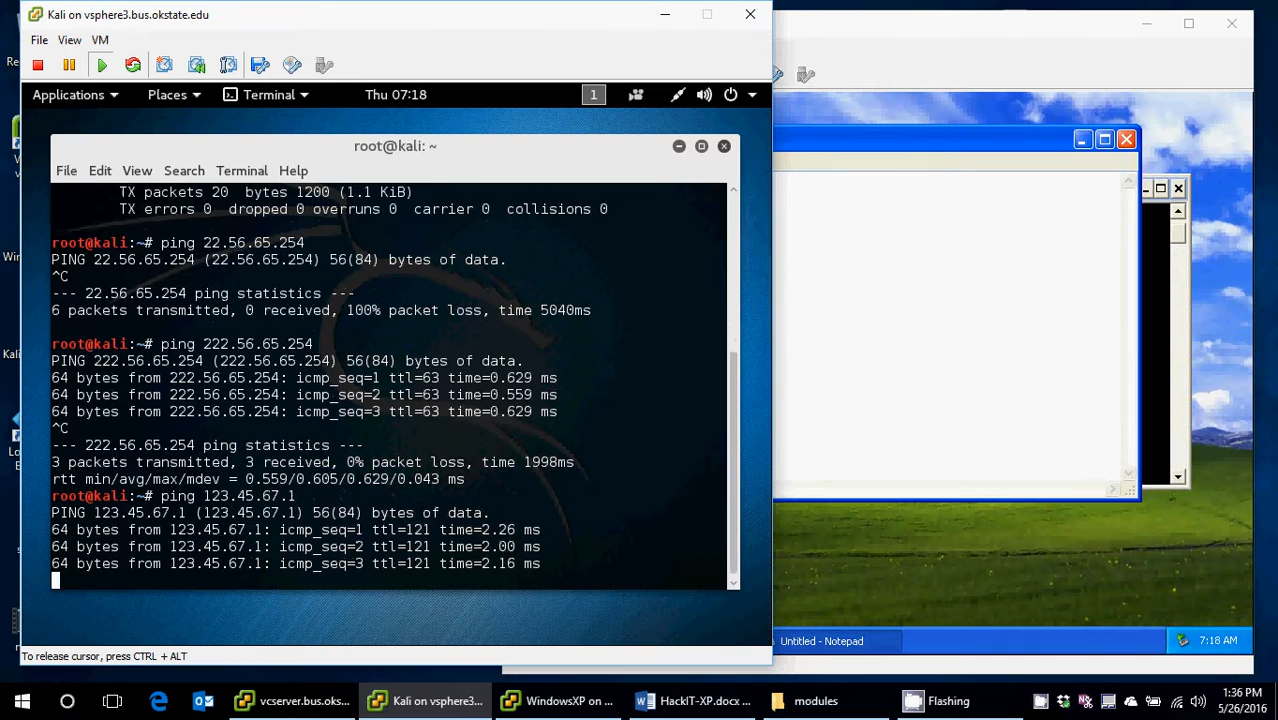 Kali on vsphere3.bus.okstate.edu
File View VM
Applications Places Terminal Thu 07:18 1
root@kali: ~
File Edit View Search Terminal Help
TX packets 20 bytes 1200 (1.1 KiB)
TX errors 0 dropped 0 overruns 0 carrier 0 collisions 0
root@kali:~# ping 22.56.65.254
PING 22.56.65.254 (22.56.65.254) 56(84) bytes of data.
^C
--- 22.56.65.254 ping statistics ---
6 packets transmitted, 0 received, 100% packet loss, time 5040ms
root@kali:~# ping 222.56.65.254
PING 222.56.65.254 (222.56.65.254) 56(84) bytes of data.
64 bytes from 222.56.65.254: icmp_seq=1 ttl=63 time=0.629 ms
64 bytes from 222.56.65.254: icmp_seq=2 ttl=63 time=0.559 ms
64 bytes from 222.56.65.254: icmp_seq=3 ttl=63 time=0.629 ms
^C
--- 222.56.65.254 ping statistics ---
3 packets transmitted, 3 received, 0% packet loss, time 1998ms
rtt min/avg/max/mdev = 0.559/0.605/0.629/0.043 ms
root@kali:~# ping 123.45.67.1
PING 123.45.67.1 (123.45.67.1) 56(84) bytes of data.
64 bytes from 123.45.67.1: icmp_seq=1 ttl=121 time=2.26 ms
64 bytes from 123.45.67.1: icmp_seq=2 ttl=121 time=2.00 ms
64 bytes from 123.45.67.1: icmp_seq=3 ttl=121 time=2.16 ms
Untitled - Notepad 7:18 AM
To release cursor, press CTRL + ALT
vcserver.bus.okst... Kali on vsphere3... WindowsXP on ... HackIT-XP.docx ... modules Flashing 1:36 PM
5/26/2016